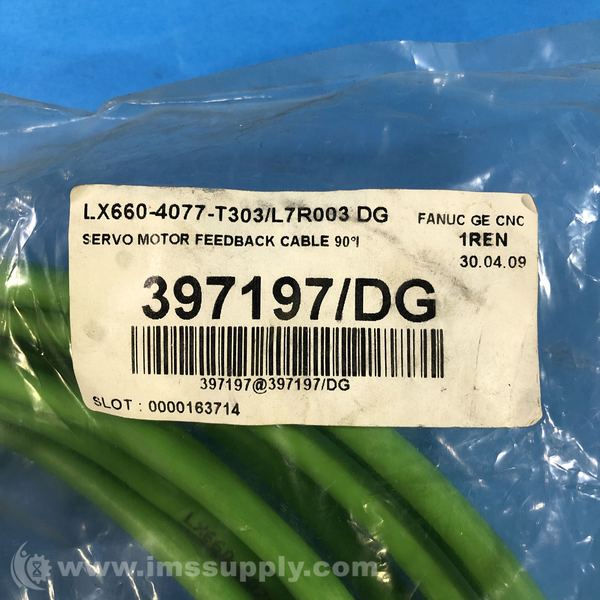 LX660-4077-T303/L7R003 DG
FANUC GE CNC
SERVO MOTOR FEEDBACK CABLE 90°
1REN
30.04.09
397197/DG
397197@397197/DG
SLOT : 0000163714
LX660
www.imssupply.com